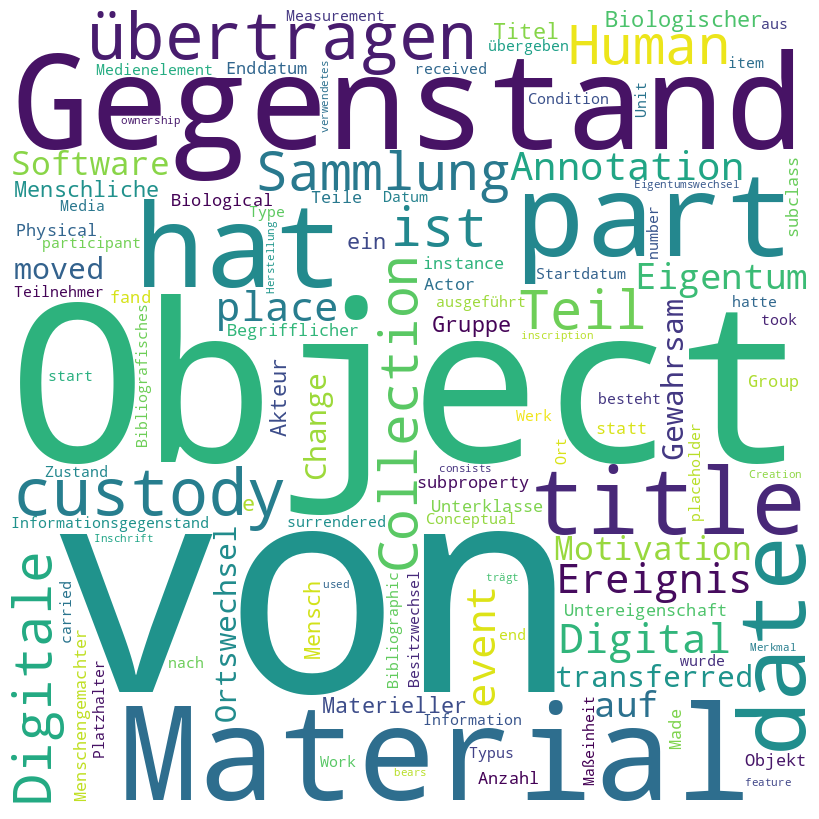 Measurement
Biologischer
aus
übertragen
Titel
Human
übergeben
Medienelement
Enddatum
received
item
Gegenstand
Condition
Unit
verwendetes
ownership
Software
Sammlung
Annotation
subclass
Menschliche
Biological
Teile
Datum
Eigentumswechsel
Media
Type
hat
ist
part
Physical
participant
ein
number
Herstellung
moved
instance
Startdatum
Eigentum
Teilnehmer
fand
place
Actor
ausgeführt
Teil
hatte
Begrifflicher
Gruppe
took
inscription
Bibliografisches
Object
Collection
Gewahrsam
start
Akteur
Change
Group
besteht
Werk
statt
Ort
placeholder
Zustand
consists
Creation
custody
e
subproperty
title
Unterklasse
Informationsgegenstand
surrendered
Conceptual
Inschrift
von
Motivation
date
Digitale
carried
Menschengemachter
Platzhalter
Ortswechsel
Mensch
used
Bibliographic
Besitzwechsel
event
trägt
Ereignis
Untereigenschaft
Digital
end
Merkmal
nach
wurde
transferred
Materieller
auf
Material
Information
Maßeinheit
Made
Work
Typus
Objekt
bears
Anzahl
feature